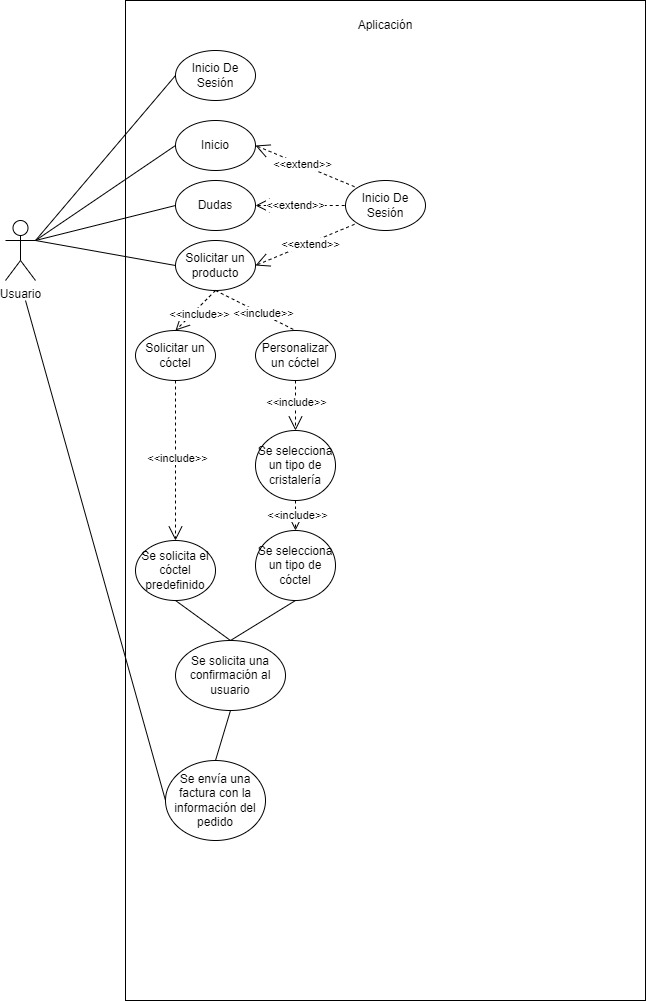 Aplicación
Inicio De
Sesión
Inicio
<<extend>>
Dudas
<<extend>>
Inicio De
Sesión
<<extend>>
Usuario
Solicitar un
producto
<<include>>
<<include>>
Solicitar un
cóctel
Personalizar
un cóctel
<<include>>
<<include>>
Se selecciona
un tipo de
cristalería
<<include>>
Se solicita el
cóctel
predefinido
Se selecciona
un tipo de
cóctel
Se solicita una
confirmación al
usuario
Se envía una
factura con la
información del
pedido